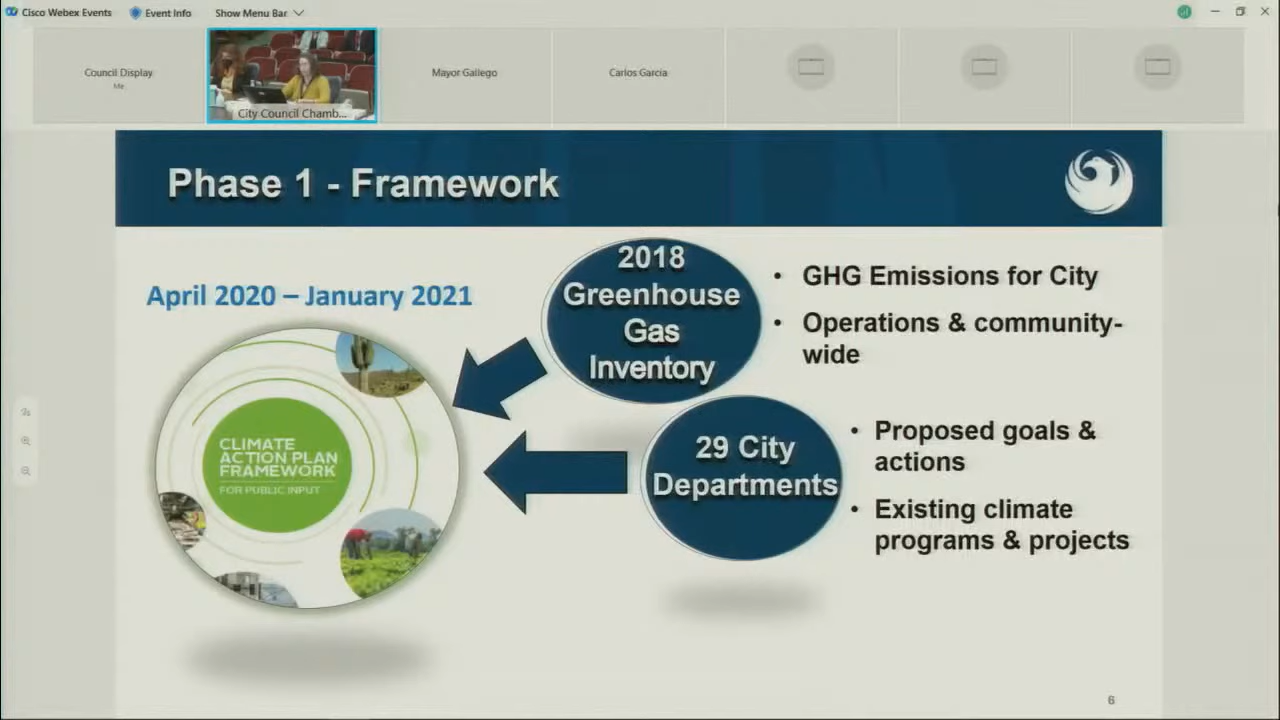 Cisco Webex Events
Event Info
Show Menu Bar
Council Display
Me
City Council Chamb...
Mayor Gallego
Carlos Garcia
Phase 1 - Framework
April 2020 – January 2021
CLIMATE
ACTION PLAN
FRAMEWORK
FOR PUBLIC INPUT
2018
Greenhouse
Gas
Inventory
• GHG Emissions for City
• Operations & community-
wide
29 City
Departments
• Proposed goals &
actions
• Existing climate
programs & projects
6